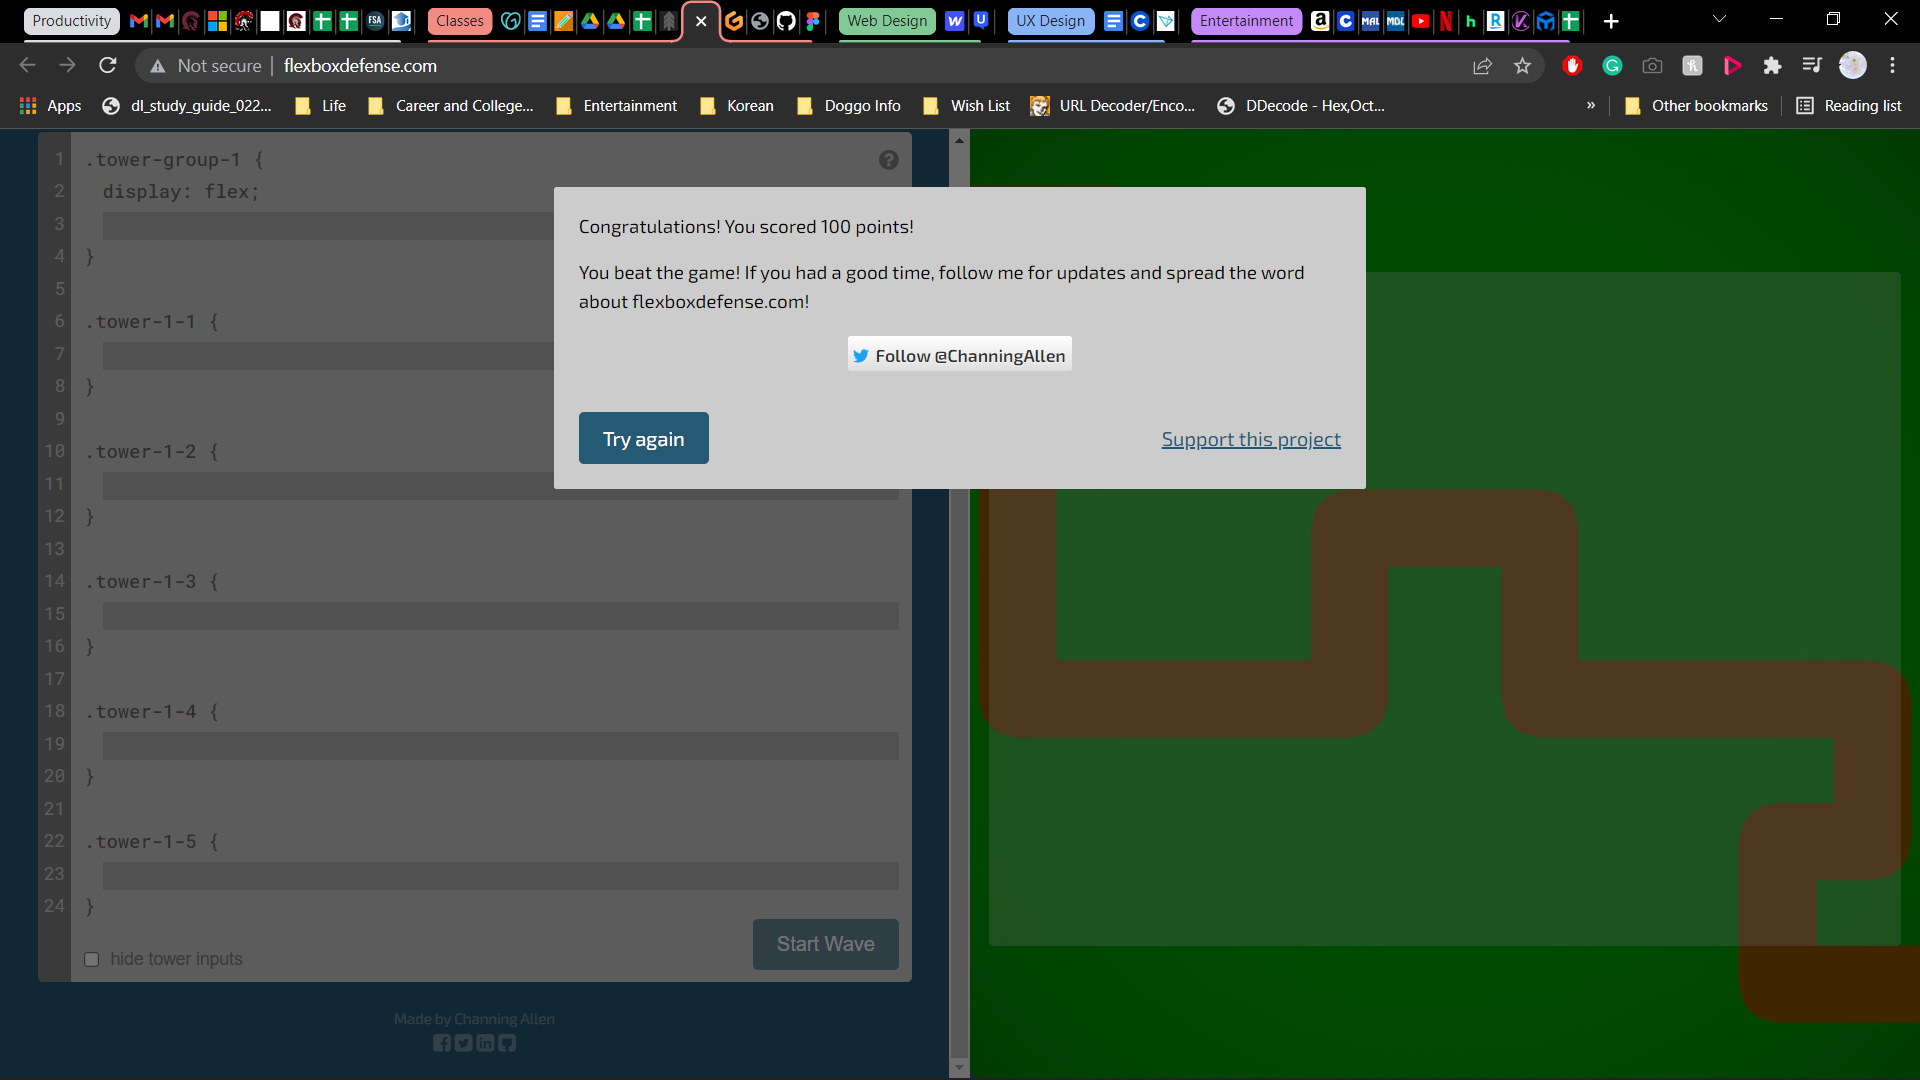 Productivity
Classes
Web Design
UX Design
Entertainment
Not secure | flexboxdefense.com
Apps
dl_study_guide_022...
Life
Career and College...
Entertainment
Korean
Doggo Info
Wish List
URL Decoder/Enco...
DDecode - Hex,Oct...
»
Other bookmarks
Reading list
1 .tower-group-1 {
2 display: flex;
3
4 }
5
6 .tower-1-1 {
7
8 }
9
10 .tower-1-2 {
11
12 }
13
14 .tower-1-3 {
15
16 }
17
18 .tower-1-4 {
19
20 }
21
22 .tower-1-5 {
23
24 }
hide tower inputs
Start Wave
Made by Channing Allen
Congratulations! You scored 100 points!
You beat the game! If you had a good time, follow me for updates and spread the word
about flexboxdefense.com!
Follow @ChanningAllen
Try again
Support this project